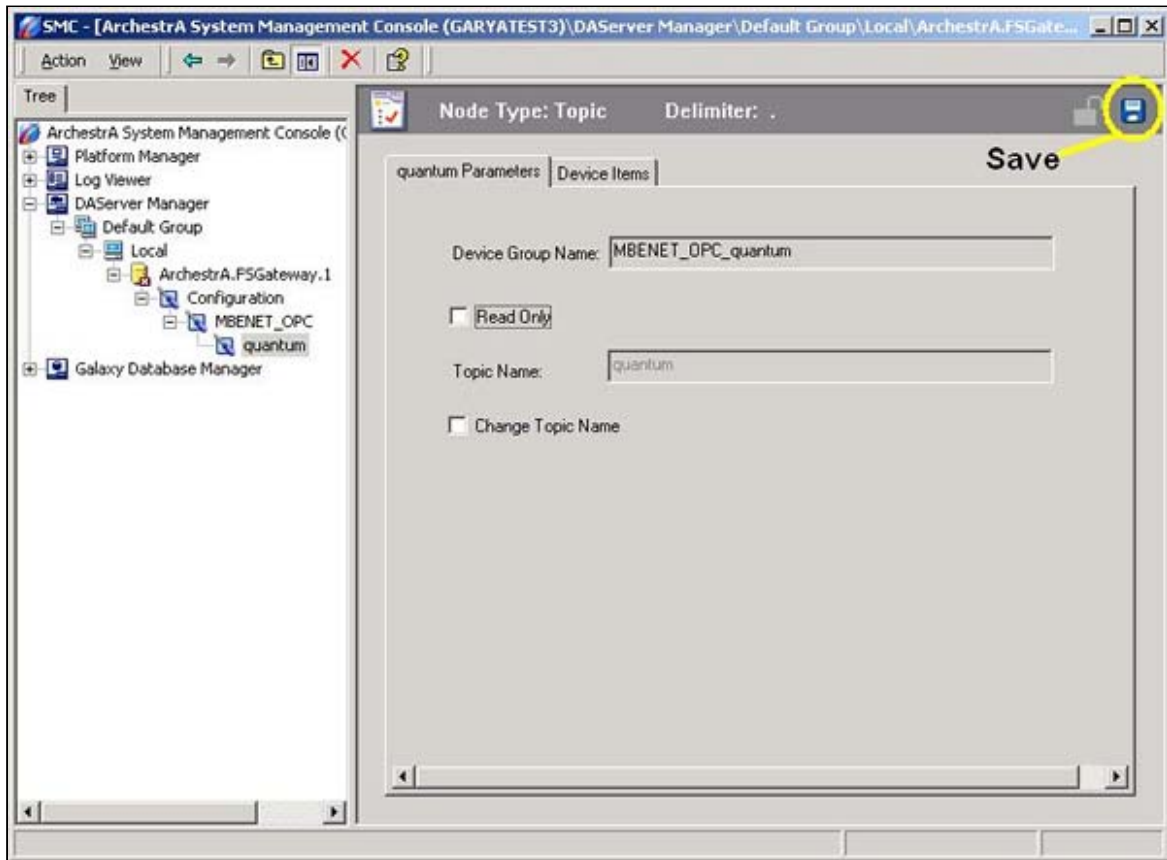 SMC - [ArchestrA System Management Console (GARYATEST3)\DAServer Manager\Default Group\Local\ArchestrA.FSGate...
Action View
Tree
ArchestrA System Management Console (G
Platform Manager
Log Viewer
DAServer Manager
Default Group
Local
ArchestrA.FSGateway.1
Configuration
MBENET_OPC
quantum
Galaxy Database Manager
Node Type: Topic Delimiter: .
Save
quantum Parameters Device Items
Device Group Name: MBENET_OPC_quantum
Read Only
Topic Name: quantum
Change Topic Name